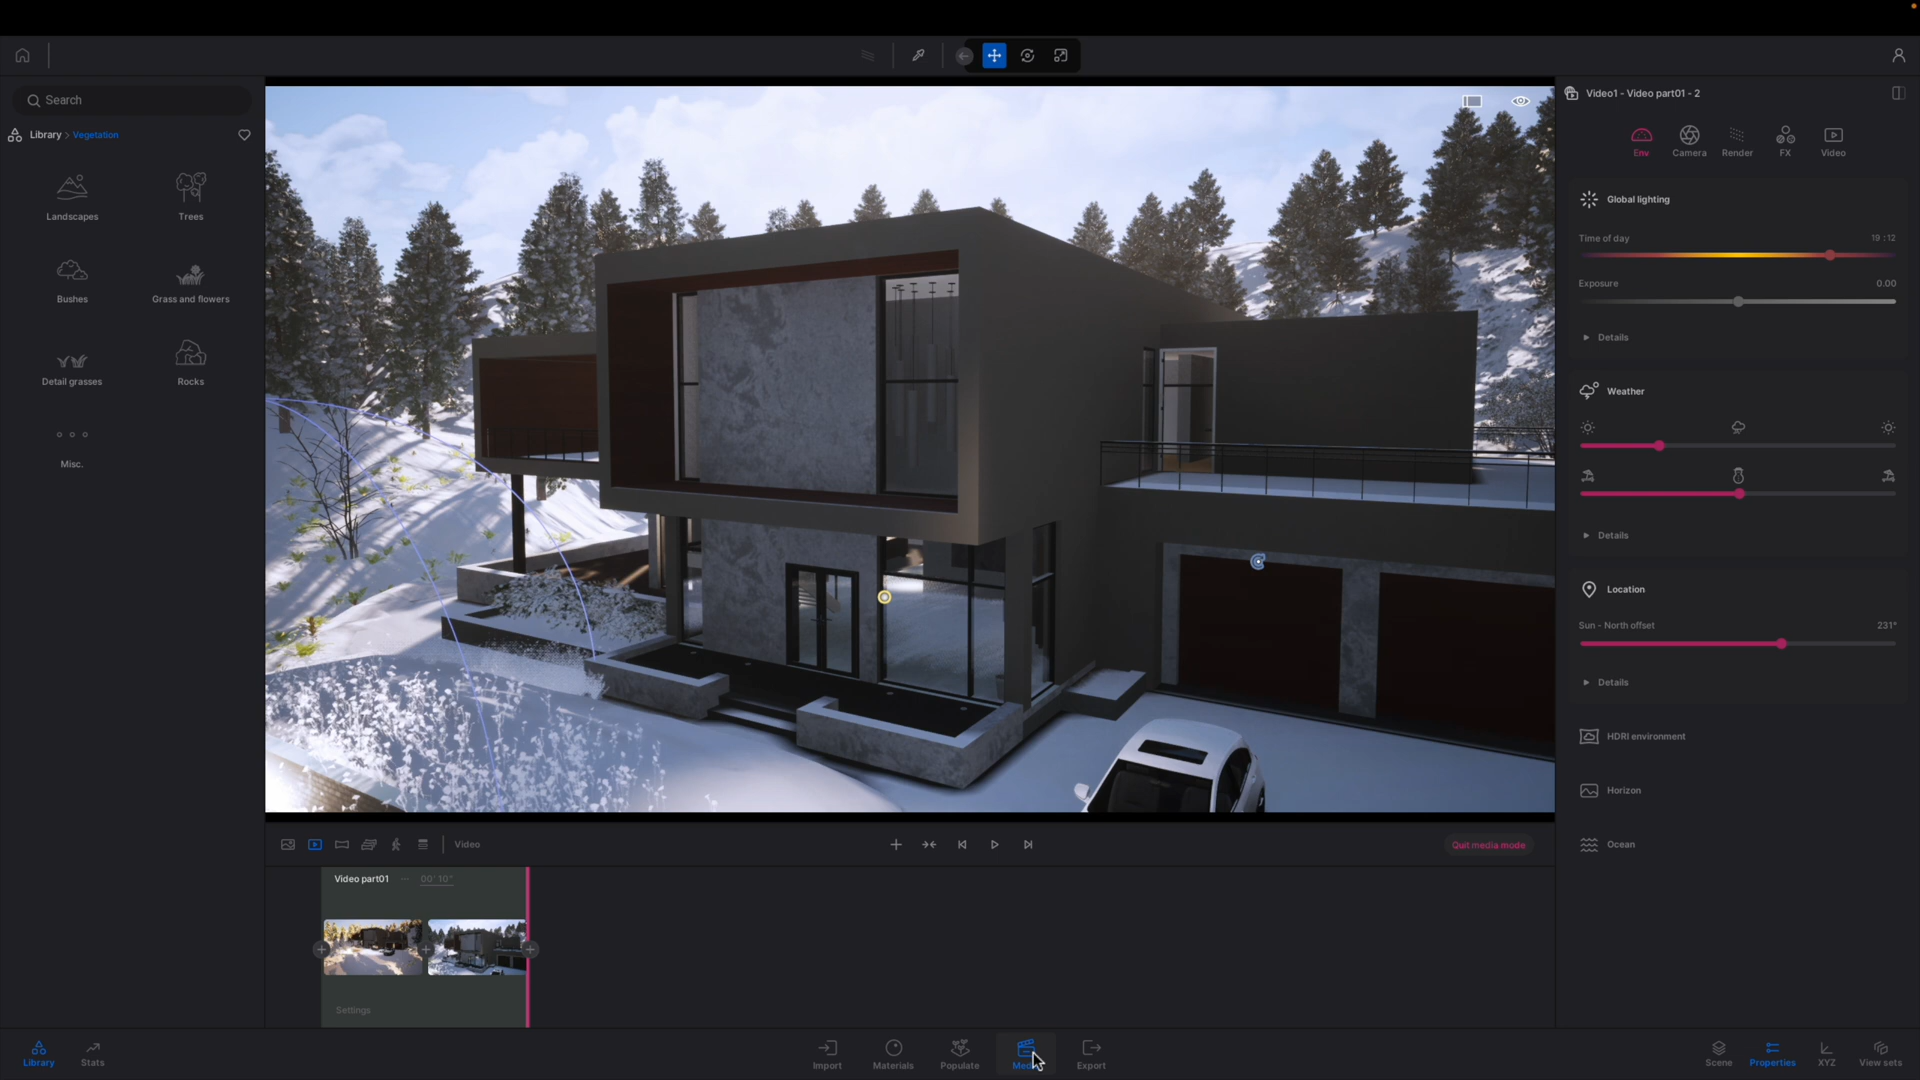 Search
Video1 - Video part01 - 2
Library > Vegetation
Env
Camera
Render
FX
Video
Landscapes
Trees
Global lighting
Time of day
19 : 12
Bushes
Grass and flowers
Exposure
0.00
Details
Detail grasses
Rocks
Weather
Misc.
Details
Location
Sun - North offset
231°
Details
HDRI environment
Horizon
Ocean
Video
Quit media mode
Video part01 ... 00' 10"
Settings
Library
Stats
Import
Materials
Populate
Export
Scene
Properties
XYZ
View sets